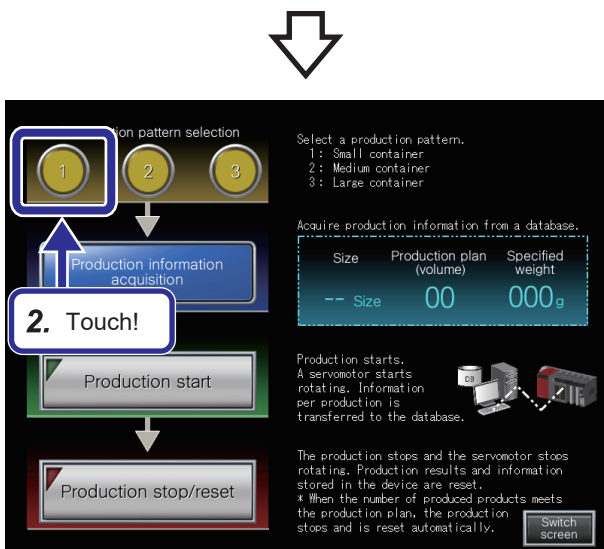 tion pattern selection
1
2
3
Production information
acquisition
2. Touch!
Production start
Production stop/reset
Select a production pattern.
1: Small container
2: Medium container
3: Large container
Acquire production information from a database.
Size
Production plan
(volume)
Specified
weight
-- Size
00
000g
Production starts.
A servomotor starts
rotating. Information
per production is
transferred to the database.
DB
The production stops and the servomotor stops
rotating. Production results and information
stored in the device are reset.
* When the number of produced products meets
the production plan, the production
stops and is reset automatically.
Switch
screen